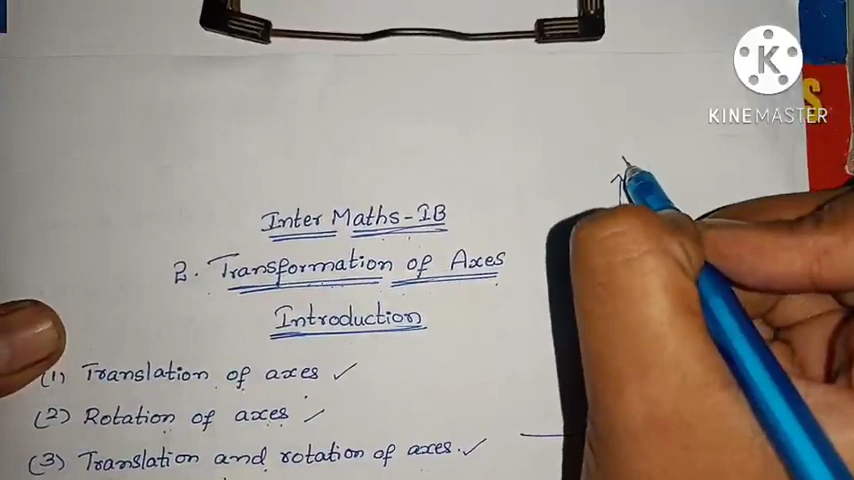 KINEMASTER
Inter Maths-IB
2. Transformation of Axes
Introduction
(1) Translation of axes ✓
(2) Rotation of axes ✓
(3) Translation and rotation of axes. ✓